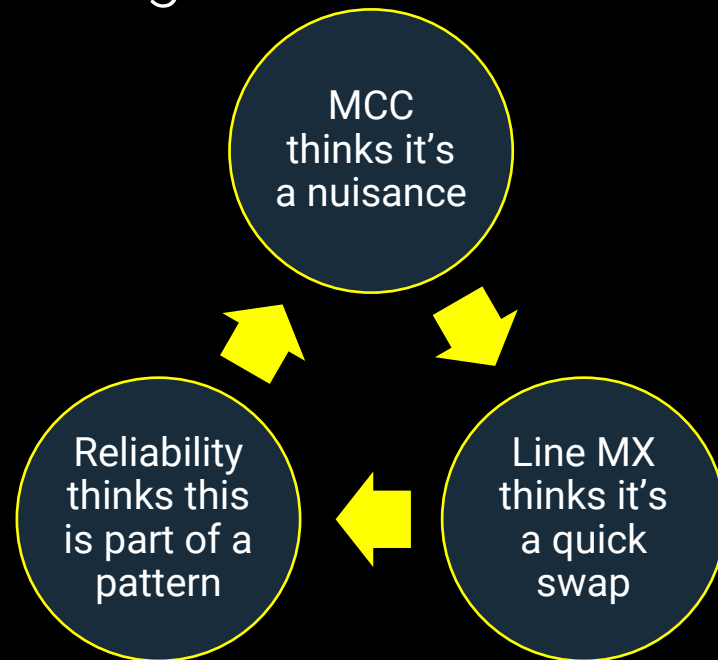 MCC
thinks it’s
a nuisance
Line MX
thinks it’s
a quick
swap
Reliability
thinks this
is part of a
pattern